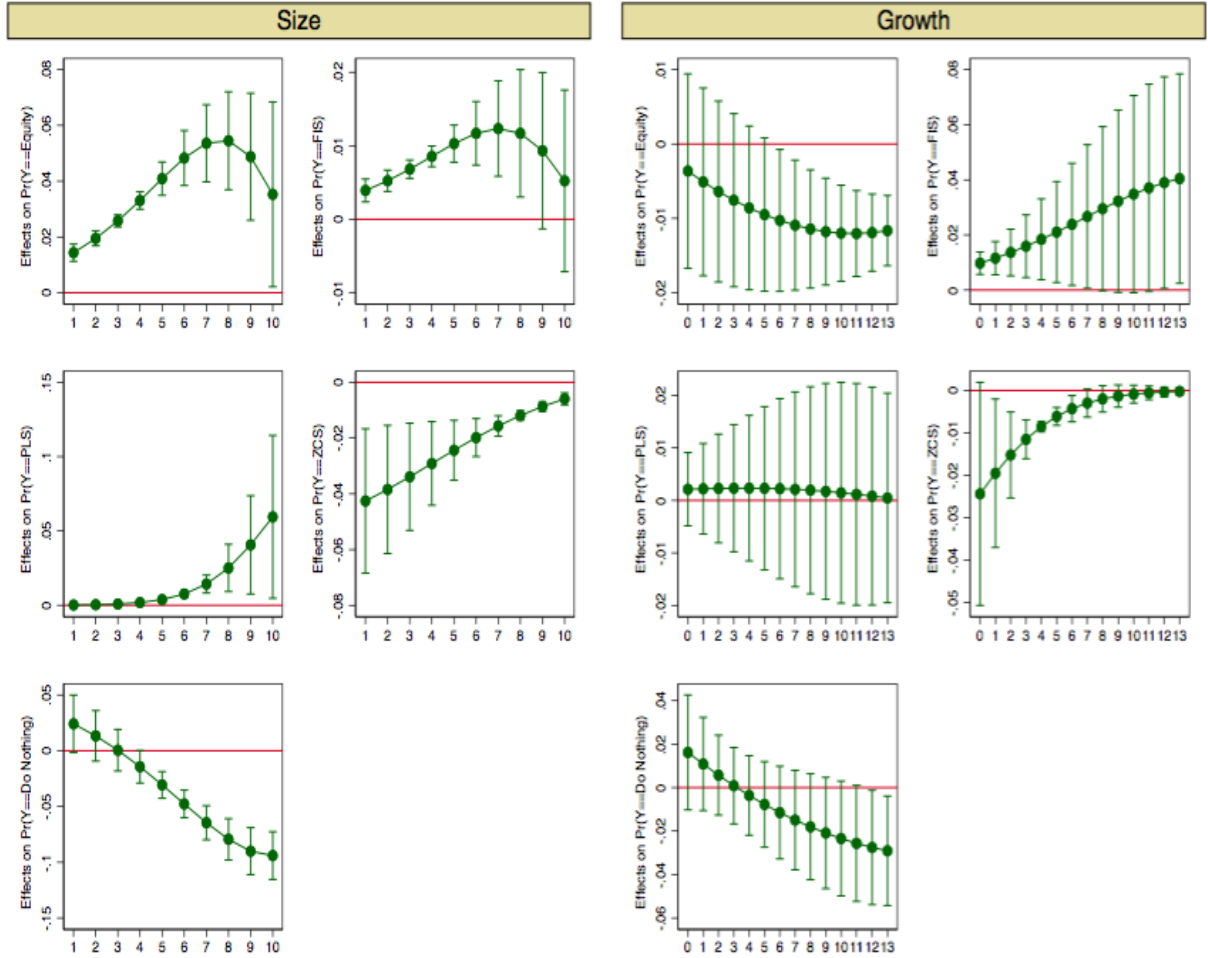 Size
Growth
Effects on Pr(Y==Equity)
.08
.06
.04
.02
0
1 2 3 4 5 6 7 8 9 10
Effects on Pr(Y==FIS)
.02
.01
0
-.01
1 2 3 4 5 6 7 8 9 10
Effects on Pr(Y==Equity)
.01
0
-.01
-.02
0 1 2 3 4 5 6 7 8 9 10 11 12 13
Effects on Pr(Y==FIS)
.08
.06
.04
.02
0
0 1 2 3 4 5 6 7 8 9 10 11 12 13
Effects on Pr(Y==PLS)
.15
.1
.05
0
1 2 3 4 5 6 7 8 9 10
Effects on Pr(Y==ZCS)
0
-.02
-.04
-.06
-.08
1 2 3 4 5 6 7 8 9 10
Effects on Pr(Y==PLS)
.02
.01
0
-.01
-.02
0 1 2 3 4 5 6 7 8 9 10 11 12 13
Effects on Pr(Y==ZCS)
0
-.01
-.02
-.03
-.04
-.05
0 1 2 3 4 5 6 7 8 9 10 11 12 13
Effects on Pr(Y==Do Nothing)
.05
0
-.05
-.1
-.15
1 2 3 4 5 6 7 8 9 10
Effects on Pr(Y==Do Nothing)
.04
.02
0
-.02
-.04
-.06
0 1 2 3 4 5 6 7 8 9 10 11 12 13